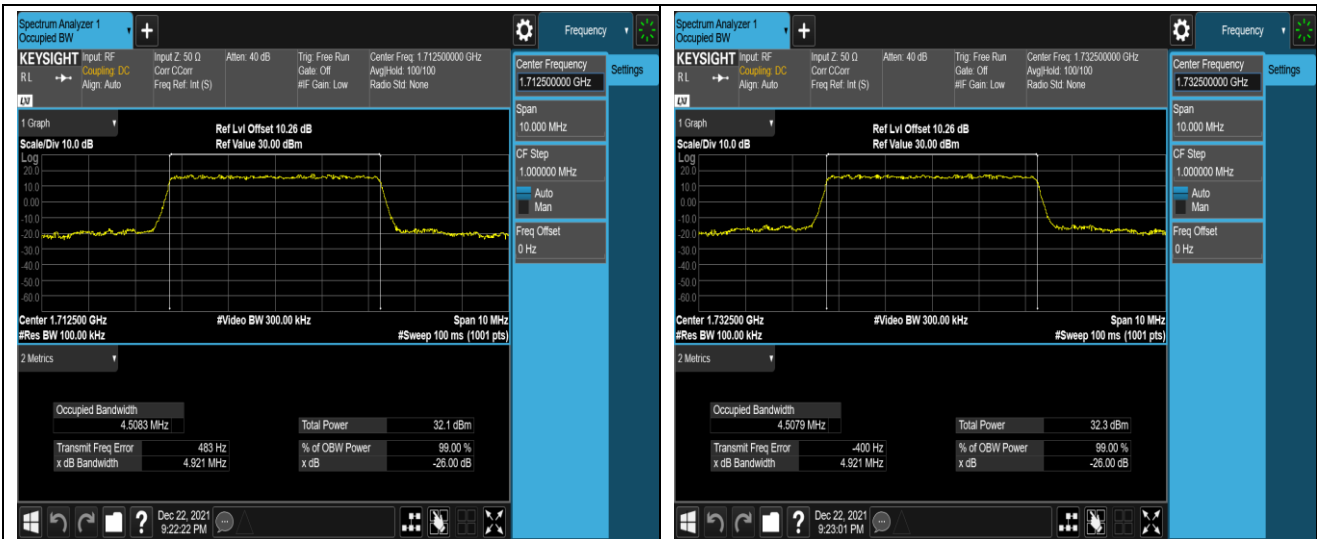 Spectrum Analyzer 1
Occupied BW
+
Frequency
KEYSIGHT
R L
LXI
Input: RF
Coupling: DC
Align: Auto
Input Z: 50 Ω
Corr CCorr
Freq Ref: Int (S)
Atten: 40 dB
Trig: Free Run
Gate: Off
#IF Gain: Low
Center Freq: 1.712500000 GHz
Avg|Hold: 100/100
Radio Std: None
Center Frequency
1.712500000 GHz
Settings
Span
10.000 MHz
CF Step
1.000000 MHz
Auto
Man
Freq Offset
0 Hz
1 Graph
Ref Lvl Offset 10.26 dB
Scale/Div 10.0 dB
Ref Value 30.00 dBm
Log
20.0
10.0
0.00
-10.0
-20.0
-30.0
-40.0
-50.0
-60.0
Center 1.712500 GHz
#Video BW 300.00 kHz
Span 10 MHz
#Res BW 100.00 kHz
#Sweep 100 ms (1001 pts)
2 Metrics
Occupied Bandwidth
4.5083 MHz
Total Power 32.1 dBm
Transmit Freq Error 483 Hz
% of OBW Power 99.00 %
x dB Bandwidth 4.921 MHz
x dB -26.00 dB
?
Dec 22, 2021
9:22:22 PM
Spectrum Analyzer 1
Occupied BW
+
Frequency
KEYSIGHT
R L
LXI
Input: RF
Coupling: DC
Align: Auto
Input Z: 50 Ω
Corr CCorr
Freq Ref: Int (S)
Atten: 40 dB
Trig: Free Run
Gate: Off
#IF Gain: Low
Center Freq: 1.732500000 GHz
Avg|Hold: 100/100
Radio Std: None
Center Frequency
1.732500000 GHz
Settings
Span
10.000 MHz
CF Step
1.000000 MHz
Auto
Man
Freq Offset
0 Hz
1 Graph
Ref Lvl Offset 10.26 dB
Scale/Div 10.0 dB
Ref Value 30.00 dBm
Log
20.0
10.0
0.00
-10.0
-20.0
-30.0
-40.0
-50.0
-60.0
Center 1.732500 GHz
#Video BW 300.00 kHz
Span 10 MHz
#Res BW 100.00 kHz
#Sweep 100 ms (1001 pts)
2 Metrics
Occupied Bandwidth
4.5079 MHz
Total Power 32.3 dBm
Transmit Freq Error -400 Hz
% of OBW Power 99.00 %
x dB Bandwidth 4.921 MHz
x dB -26.00 dB
?
Dec 22, 2021
9:23:01 PM